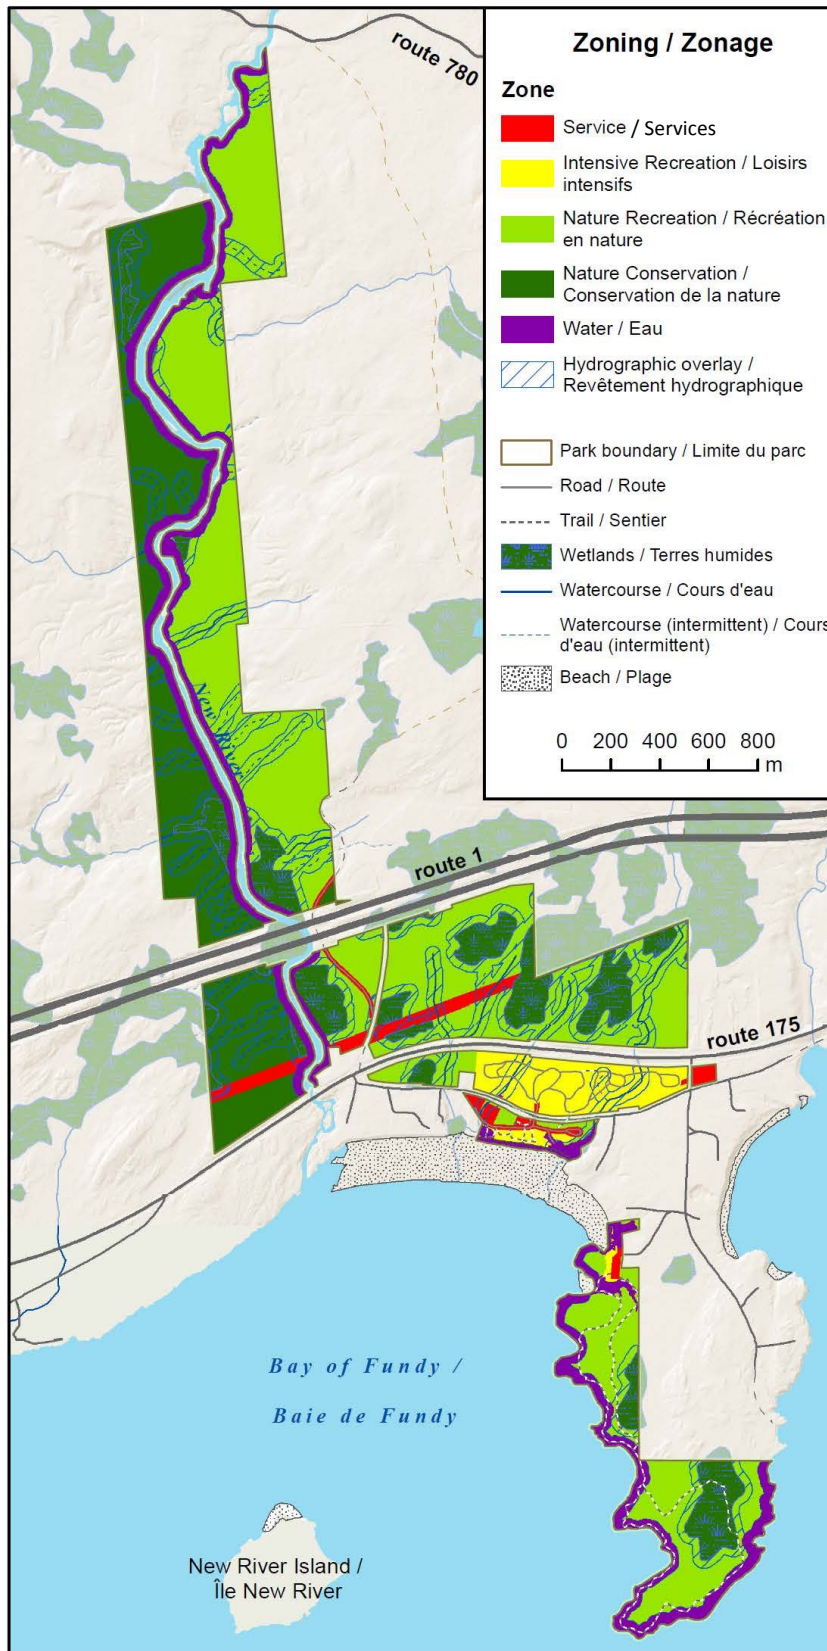 route 780
Zoning / Zonage
Zone
Service / Services
Intensive Recreation / Loisirs
intensifs
Nature Recreation / Récréation
en nature
Nature Conservation /
Conservation de la nature
Water / Eau
Hydrographic overlay /
Revêtement hydrographique
Park boundary / Limite du parc
Road / Route
Trail / Sentier
Wetlands / Terres humides
Watercourse / Cours d'eau
Watercourse (intermittent) / Cours
d'eau (intermittent)
Beach / Plage
0 200 400 600 800
m
New River
route 1
route 175
Bay of Fundy /
Baie de Fundy
New River Island /
Île New River